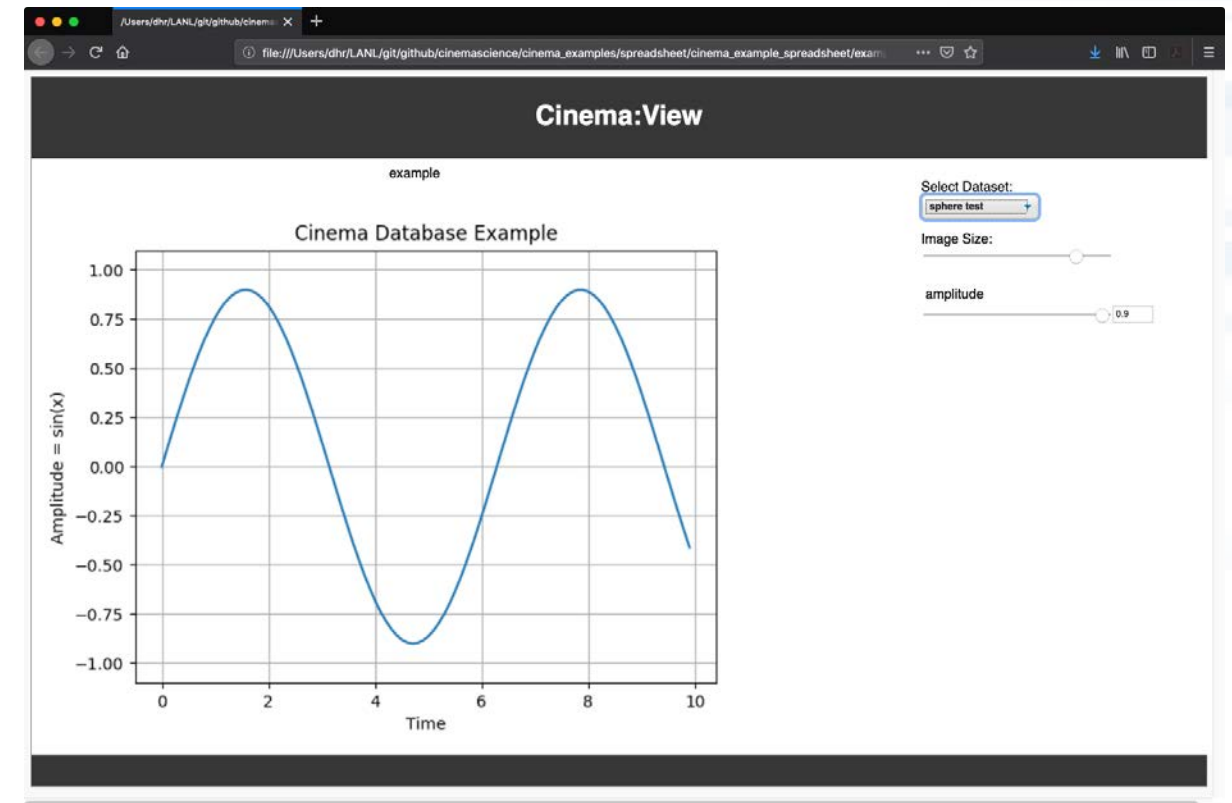 /Users/dhr/LANL/git/github/cinema
file:///Users/dhr/LANL/git/github/cinemascience/cinema_examples/spreadsheet/cinema_example_spreadsheet/exam
Cinema:View
example
Select Dataset:
sphere test
Image Size:
amplitude
0.9
Cinema Database Example
1.00
0.75
0.50
0.25
0.00
−0.25
−0.50
−0.75
−1.00
Amplitude = sin(x)
0 2 4 6 8 10
Time